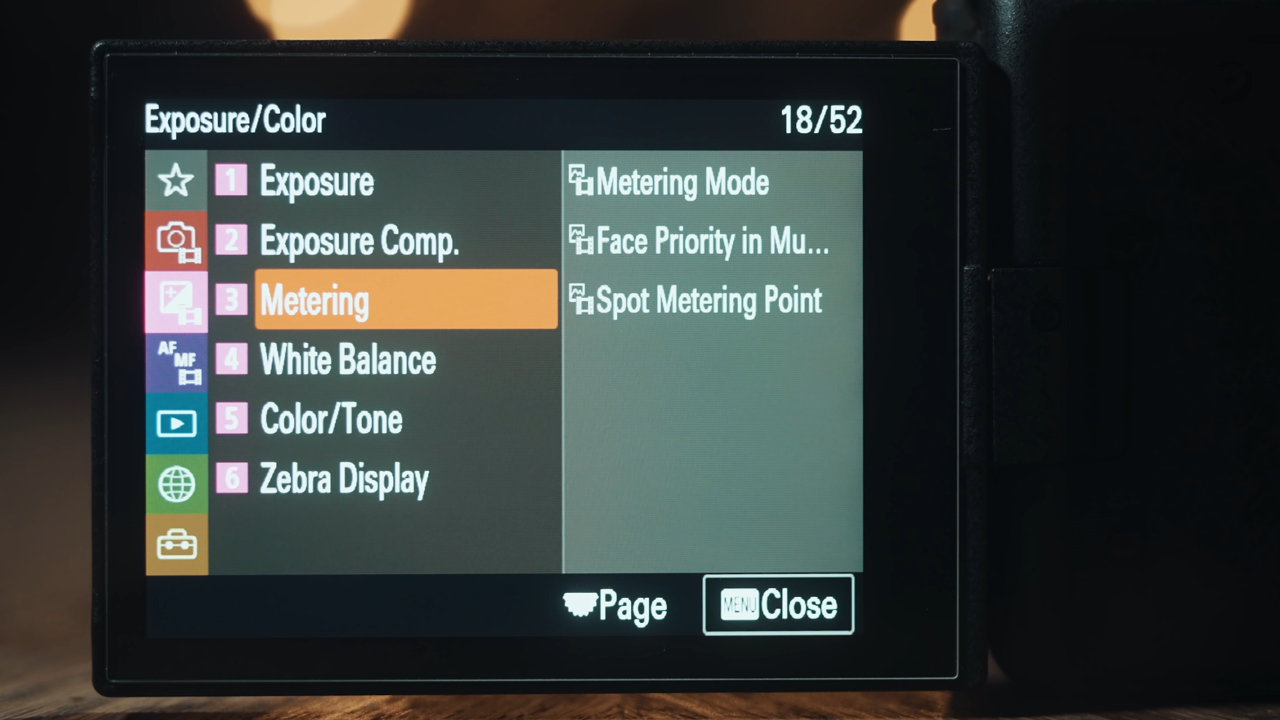 Exposure/Color 18/52
1 Exposure
2 Exposure Comp.
3 Metering
4 White Balance
5 Color/Tone
6 Zebra Display
AF MF
Metering Mode
Face Priority in Mu...
Spot Metering Point
Page
MENU Close